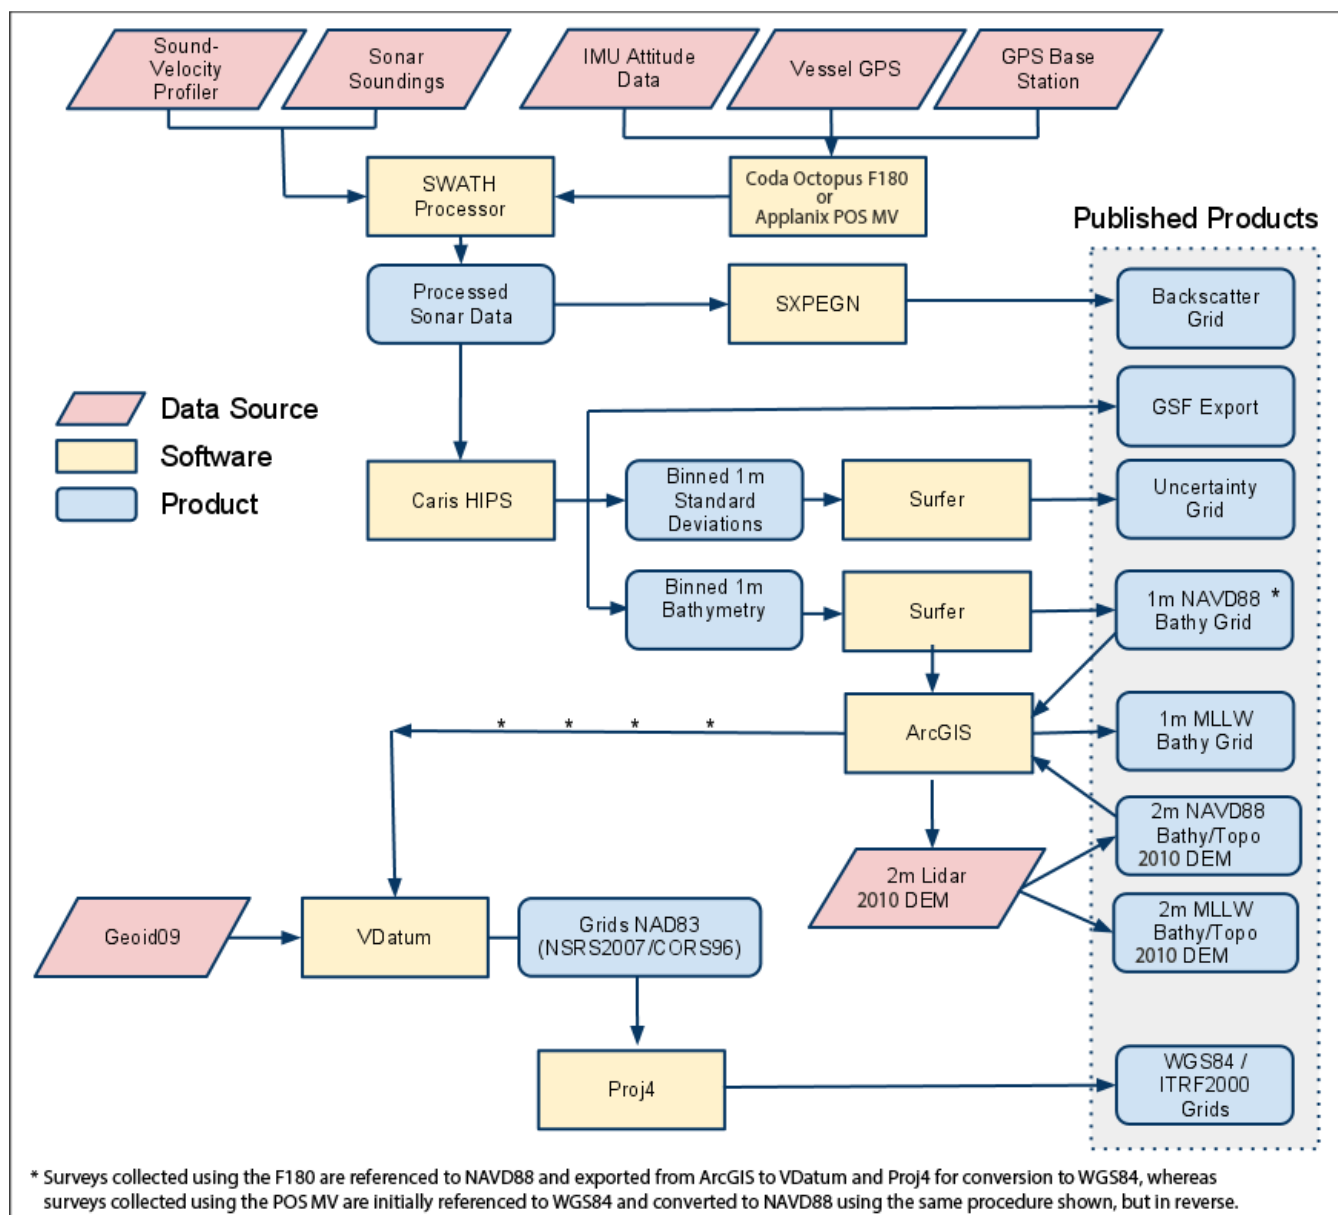 Sound-
Velocity
Profiler
Sonar
Soundings
IMU Attitude
Data
Vessel GPS
GPS Base
Station
SWATH
Processor
Coda Octopus F180
or
Applanix POS MV
Published Products
Processed
Sonar Data
SXPEGN
Backscatter
Grid
Data Source
Software
Product
GSF Export
Caris HIPS
Binned 1m
Standard
Deviations
Surfer
Uncertainty
Grid
Binned 1m
Bathymetry
Surfer
1m NAVD88 *
Bathy Grid
* * * *
ArcGIS
1m MLLW
Bathy Grid
2m NAVD88
Bathy/Topo
2010 DEM
2m Lidar
2010 DEM
2m MLLW
Bathy/Topo
2010 DEM
Geoid09
VDatum
Grids NAD83
(NSRS2007/CORS96)
Proj4
WGS84 /
ITRF2000
Grids
* Surveys collected using the F180 are referenced to NAVD88 and exported from ArcGIS to VDatum and Proj4 for conversion to WGS84, whereas
surveys collected using the POS MV are initially referenced to WGS84 and converted to NAVD88 using the same procedure shown, but in reverse.